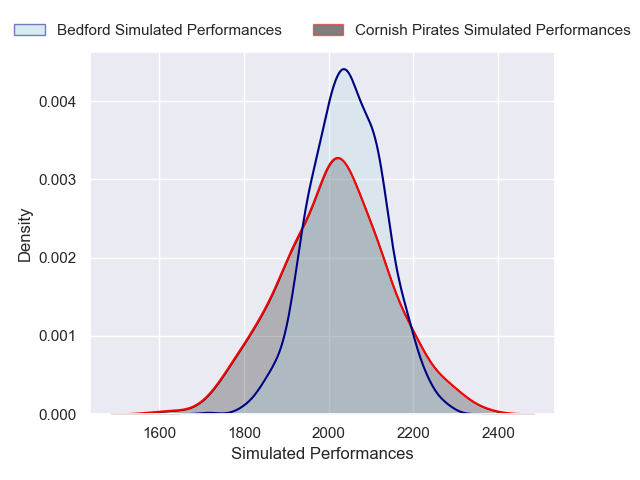 Bedford Simulated Performances
Cornish Pirates Simulated Performances
Density
0.004
0.003
0.002
0.001
0.000
1600
1800
2000
2200
2400
Simulated Performances